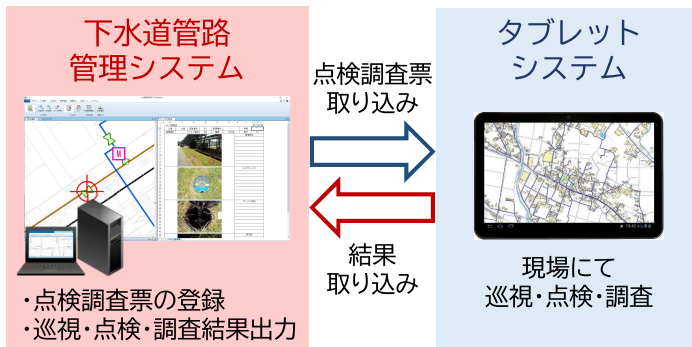 下水道管路
管理システム
点検調査票
取り込み
結果
取り込み
タブレット
システム
M
19:42
現場にて
巡視・点検・調査
・点検調査票の登録
・巡視・点検・調査結果出力